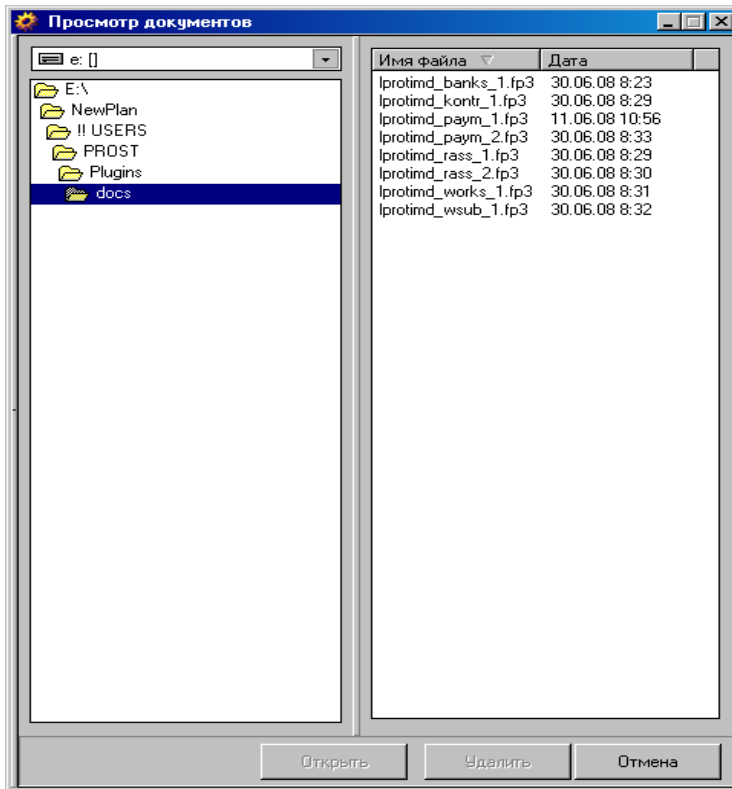 Просмотр документов
e: []
E:\
NewPlan
!! USERS
PROST
Plugins
docs
Имя файла Дата
lprotimd_banks_1.fp3 30.06.08 8:23
lprotimd_kontr_1.fp3 30.06.08 8:29
lprotimd_paym_1.fp3 11.06.08 10:56
lprotimd_paym_2.fp3 30.06.08 8:33
lprotimd_rass_1.fp3 30.06.08 8:29
lprotimd_rass_2.fp3 30.06.08 8:30
lprotimd_works_1.fp3 30.06.08 8:31
lprotimd_wsub_1.fp3 30.06.08 8:32
Открыть Удалить Отмена